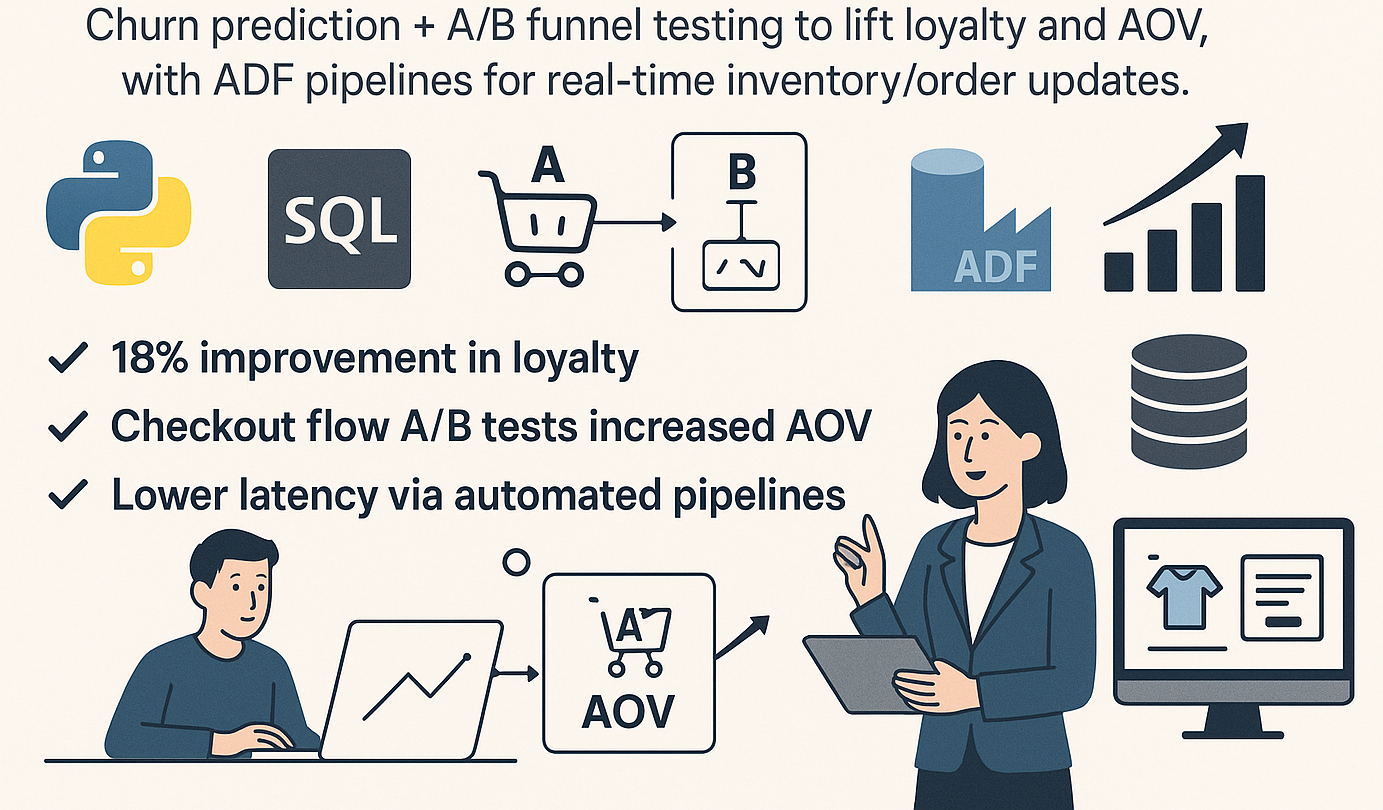 Churn prediction + A/B funnel testing to lift loyalty and AOV,
with ADF pipelines for real-time inventory/order updates.
SQL
A
B
ADF
18% improvement in loyalty
Checkout flow A/B tests increased AOV
Lower latency via automated pipelines
A
AOV